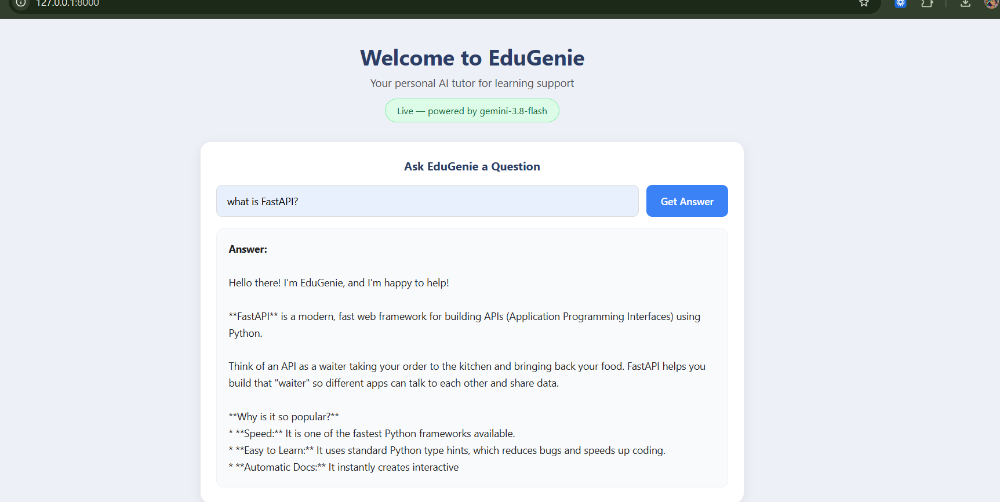 127.0.0.1:8000
Welcome to EduGenie
Your personal AI tutor for learning support
Live — powered by gemini-3.8-flash
Ask EduGenie a Question
what is FastAPI?
Get Answer
Answer:
Hello there! I'm EduGenie, and I'm happy to help!
**FastAPI** is a modern, fast web framework for building APIs (Application Programming Interfaces) using
Python.
Think of an API as a waiter taking your order to the kitchen and bringing back your food. FastAPI helps you
build that "waiter" so different apps can talk to each other and share data.
**Why is it so popular?**
* **Speed:** It is one of the fastest Python frameworks available.
* **Easy to Learn:** It uses standard Python type hints, which reduces bugs and speeds up coding.
* **Automatic Docs:** It instantly creates interactive